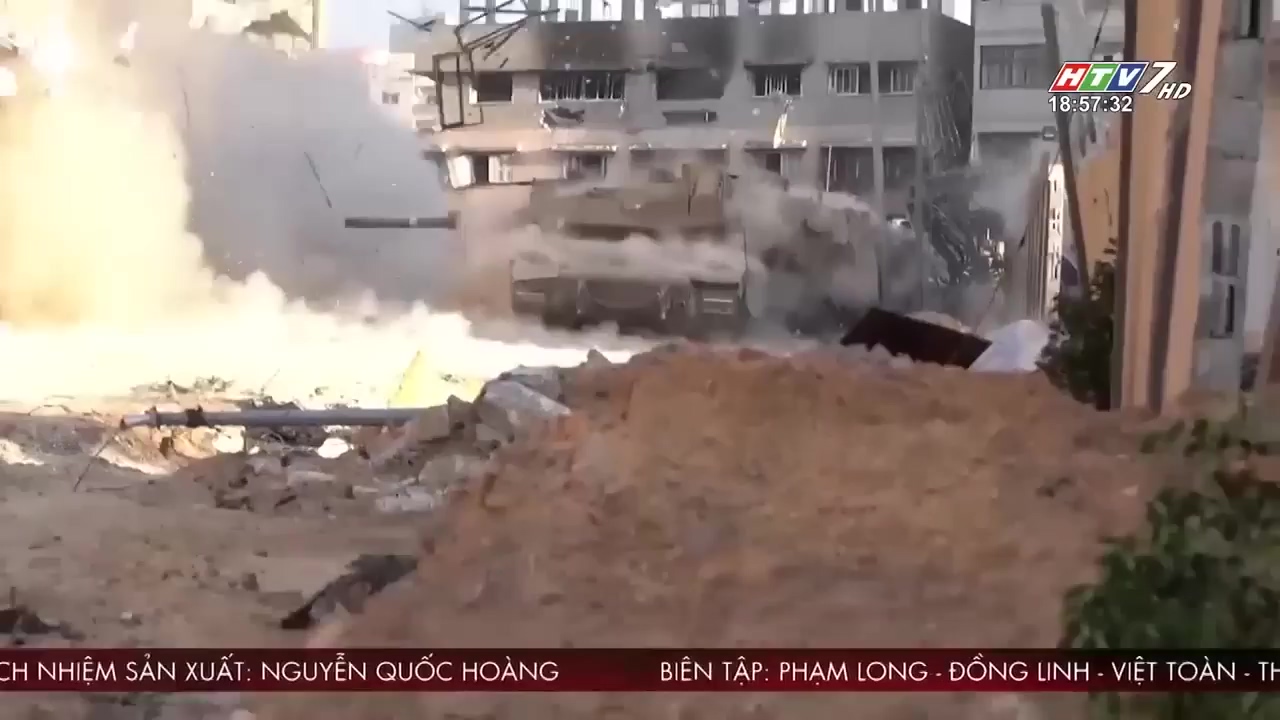 HTV7 HD
18:57:32
CH NHIỆM SẢN XUẤT: NGUYỄN QUỐC HOÀNG BIÊN TẬP: PHẠM LONG - ĐỒNG LINH - VIỆT TOÀN - TH